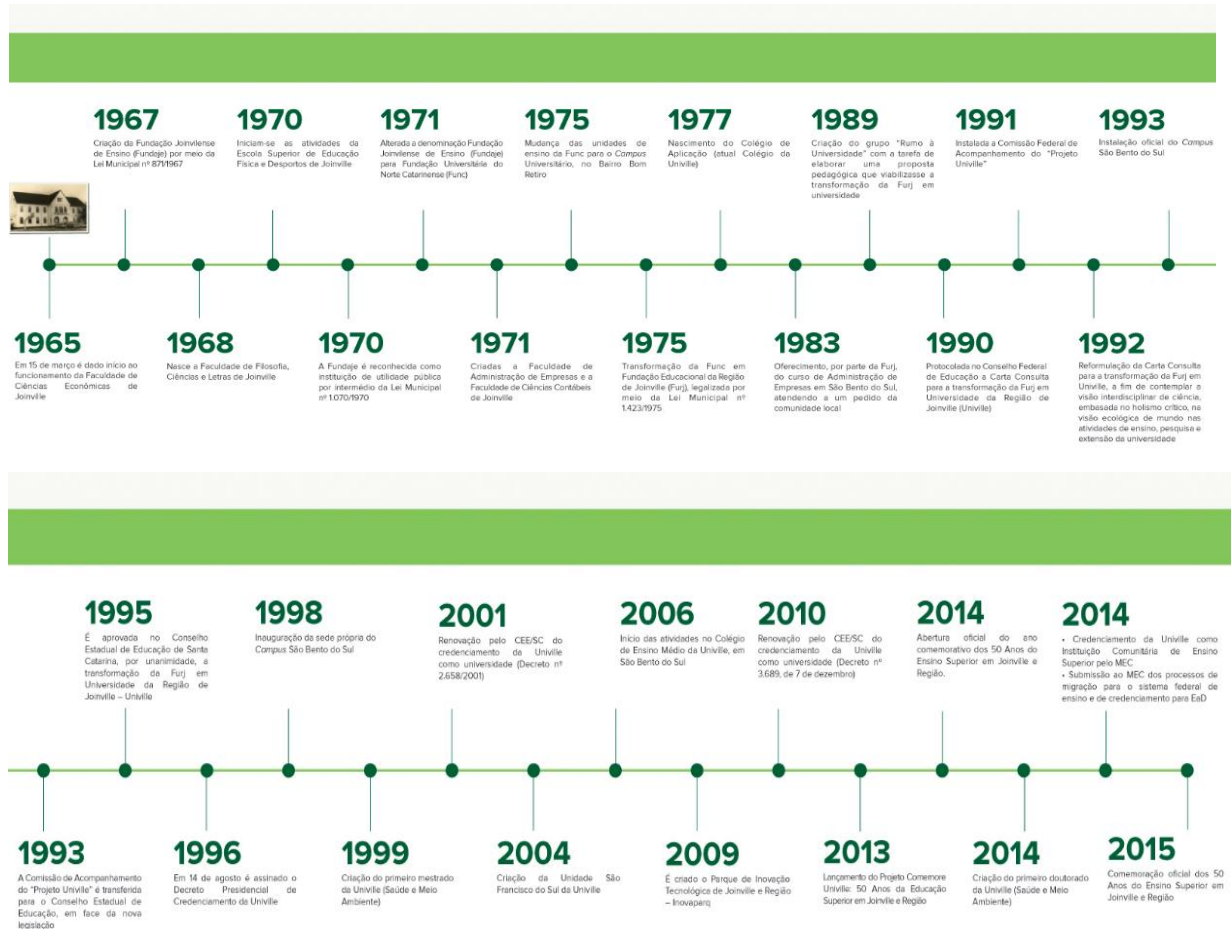 1967
Criação da Fundação Joinvilense
de Ensino (Fundaje) por meio da
Lei Municipal nº 871/1967
1970
Iniciam-se as atividades da
Escola Superior de Educação
Física e Desportos de Joinville
1971
Alterada a denominação Fundação
Joinvilense de Ensino (Fundaje)
para Fundação Universitária do
Norte Catarinense (Func)
1975
Mudança das unidades de
ensino da Func para o Campus
Universitário, no Bairro Bom
Retiro
1977
Nascimento do Colégio de
Aplicação (atual Colégio da
Univille)
1989
Criação do grupo "Rumo à
Universidade" com a tarefa de
elaborar uma proposta
pedagógica que viabilizasse a
transformação da Furj em
universidade
1991
Instalada a Comissão Federal de
Acompanhamento do "Projeto
Univille"
1993
Instalação oficial do Campus
São Bento do Sul
1965
Em 15 de março é dado início ao
funcionamento da Faculdade de
Ciências Econômicas de
Joinville
1968
Nasce a Faculdade de Filosofia,
Ciências e Letras de Joinville
1970
A Fundaje é reconhecida como
instituição de utilidade pública
por intermédio da Lei Municipal
nº 1.070/1970
1971
Criadas a Faculdade de
Administração de Empresas e a
Faculdade de Ciências Contábeis
de Joinville
1975
Transformação da Func em
Fundação Educacional da Região
de Joinville (Furj), legalizada por
meio da Lei Municipal nº
1.423/1975
1983
Oferecimento, por parte da Furj,
do curso de Administração de
Empresas em São Bento do Sul,
atendendo a um pedido da
comunidade local
1990
Protocolada no Conselho Federal
de Educação a Carta Consulta
para a transformação da Furj em
Universidade da Região de
Joinville (Univille)
1992
Reformulação da Carta Consulta
para a transformação da Furj em
Univille, a fim de contemplar a
visão interdisciplinar de ciência,
embasada no holismo crítico, na
visão ecológica de mundo nas
atividades de ensino, pesquisa e
extensão da universidade
1995
É aprovada no Conselho
Estadual de Educação de Santa
Catarina, por unanimidade, a
transformação da Furj em
Universidade da Região de
Joinville – Univille
1998
Inauguração da sede própria do
Campus São Bento do Sul
2001
Renovação pelo CEE/SC do
credenciamento da Univille
como universidade (Decreto nº
2.658/2001)
2006
Início das atividades no Colégio
de Ensino Médio da Univille, em
São Bento do Sul
2010
Renovação pelo CEE/SC do
credenciamento da Univille
como universidade (Decreto nº
3.689, de 7 de dezembro)
2014
Abertura oficial do ano
comemorativo dos 50 Anos do
Ensino Superior em Joinville e
Região.
2014
• Credenciamento da Univille como
Instituição Comunitária de Ensino
Superior pelo MEC
• Submissão ao MEC dos processos de
migração para o sistema federal de
ensino e de credenciamento para EaD
1993
A Comissão de Acompanhamento
do "Projeto Univille" é transferida
para o Conselho Estadual de
Educação, em face da nova
legislação
1996
Em 14 de agosto é assinado o
Decreto Presidencial de
Credenciamento da Univille
1999
Criação do primeiro mestrado
da Univille (Saúde e Meio
Ambiente)
2004
Criação da Unidade São
Francisco do Sul da Univille
2009
É criado o Parque de Inovação
Tecnológica de Joinville e Região
– Inovaparq
2013
Lançamento do Projeto Comemore
Univille: 50 Anos da Educação
Superior em Joinville e Região
2014
Criação do primeiro doutorado
da Univille (Saúde e Meio
Ambiente)
2015
Comemoração oficial dos 50
Anos do Ensino Superior em
Joinville e Região